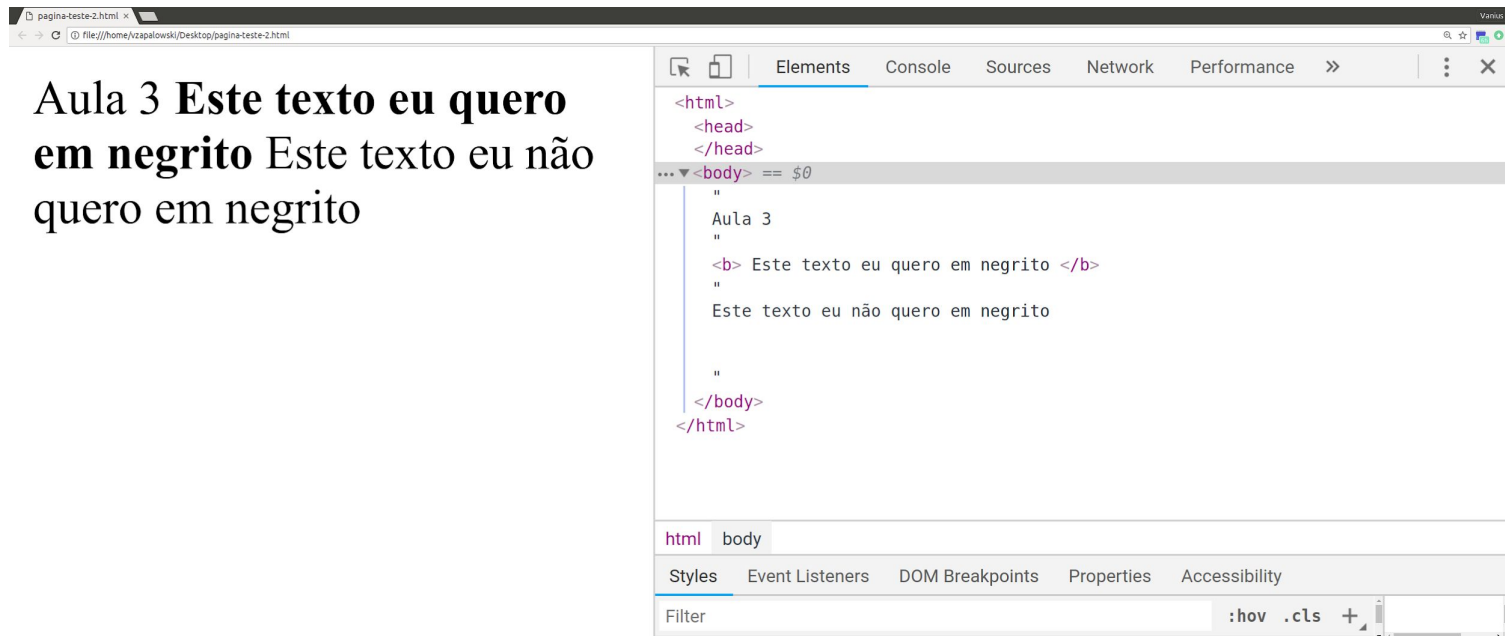 pagina-teste-2.html ×
Vanius
file:///home/vzapalowski/Desktop/pagina-teste-2.html
Aula 3 Este texto eu quero
em negrito Este texto eu não
quero em negrito
Elements Console Sources Network Performance »
<html>
<head>
</head>
... ▼<body> == $0
"
Aula 3
"
<b> Este texto eu quero em negrito </b>
"
Este texto eu não quero em negrito
"
</body>
</html>
html body
Styles Event Listeners DOM Breakpoints Properties Accessibility
Filter :hov .cls +